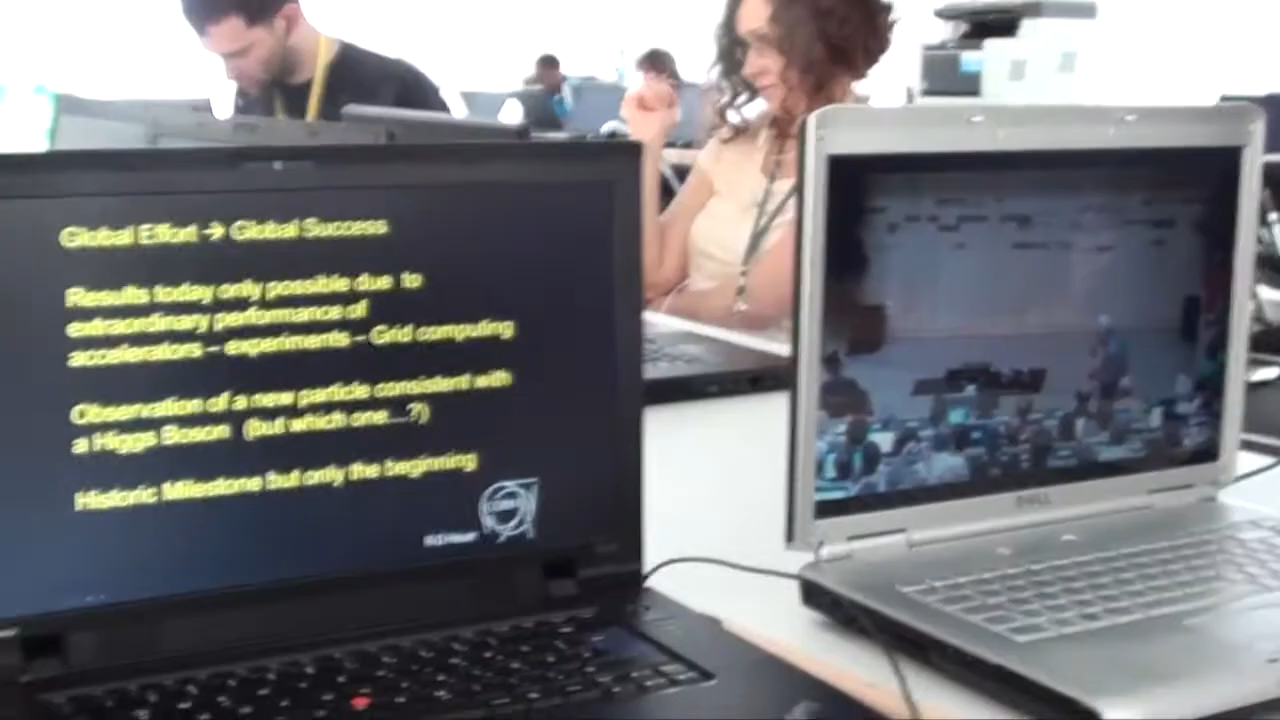 Global Effort → Global Success
Results today only possible due to
extraordinary performance of
accelerators – experiments – Grid computing
Observation of a new particle consistent with
a Higgs Boson (but which one...?)
Historic Milestone but only the beginning
DELL